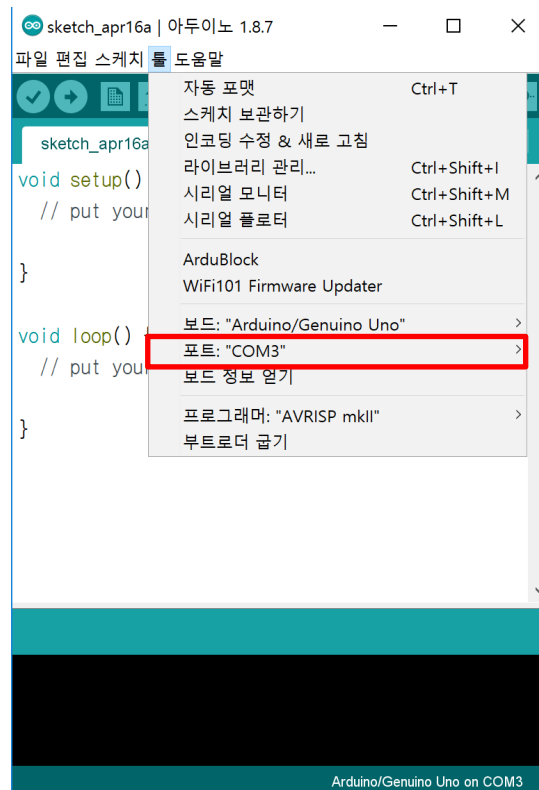 sketch_apr16a | 아두이노 1.8.7
파일 편집 스케치 툴 도움말
자동 포맷 Ctrl+T
스케치 보관하기
인코딩 수정 & 새로 고침
sketch_apr16a
라이브러리 관리... Ctrl+Shift+I
void setup()
시리얼 모니터 Ctrl+Shift+M
// put your
시리얼 플로터 Ctrl+Shift+L
ArduBlock
}
WiFi101 Firmware Updater
보드: "Arduino/Genuino Uno"
void loop() {
포트: "COM3"
// put your
보드 정보 얻기
프로그래머: "AVRISP mkII"
}
부트로더 굽기
Arduino/Genuino Uno on COM3